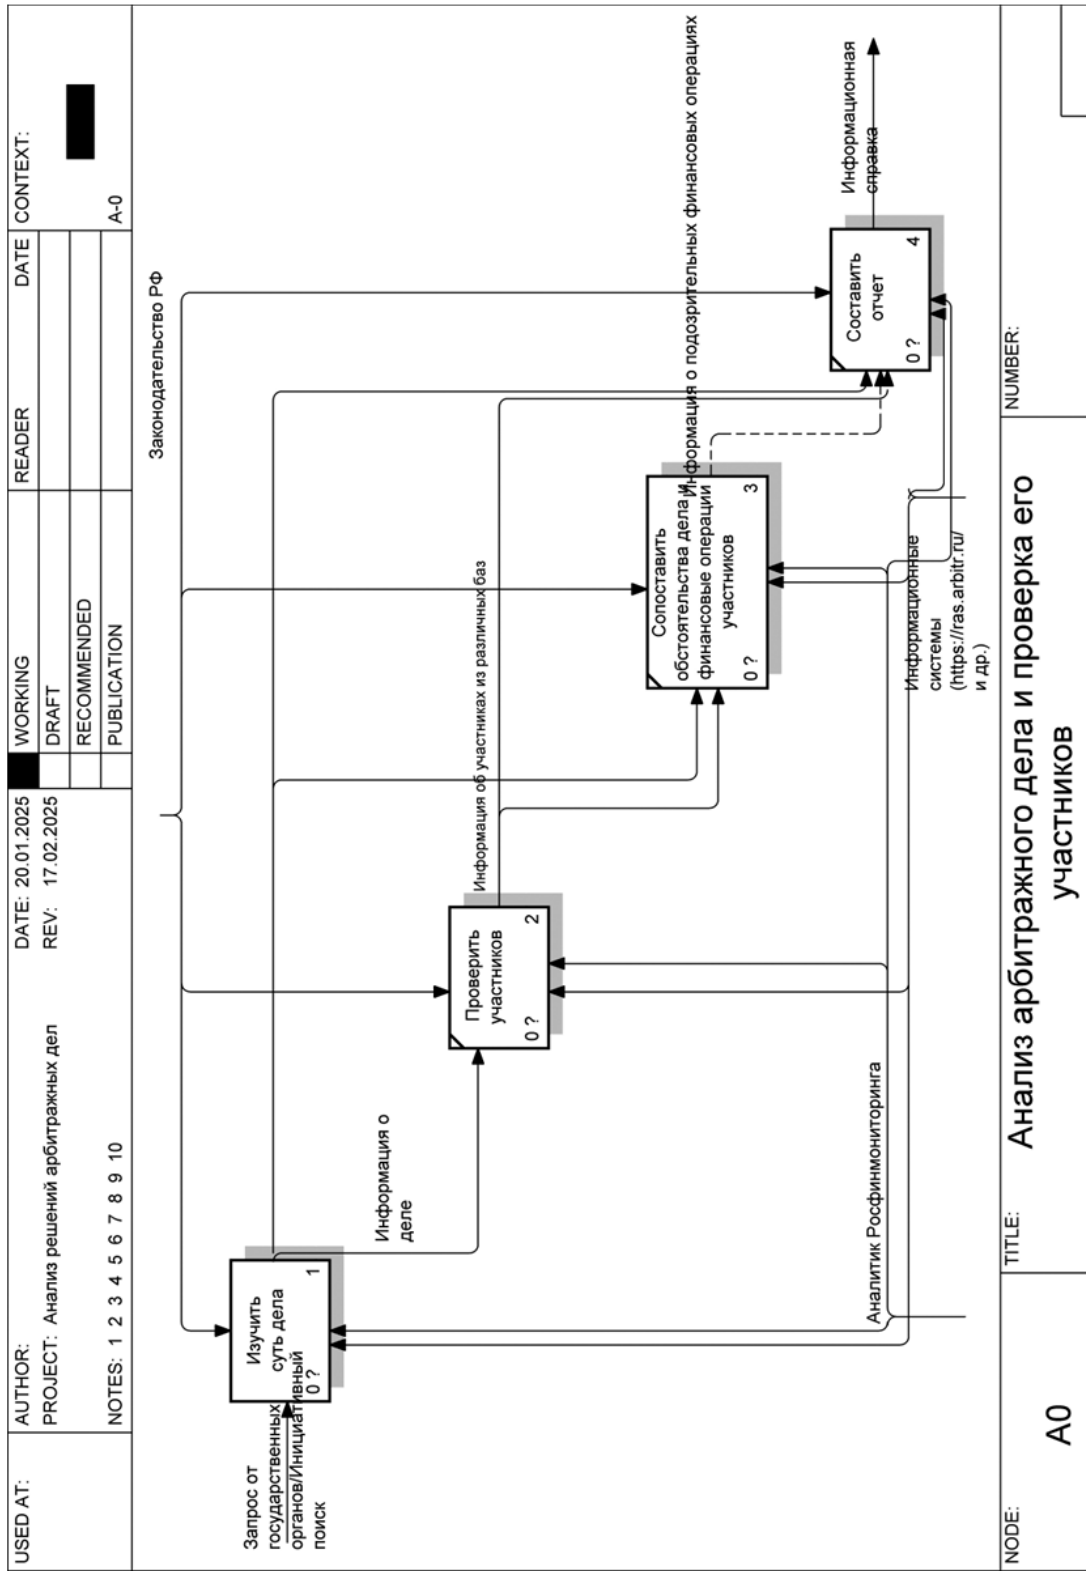 USED AT:
AUTHOR:
PROJECT: Анализ решений арбитражных дел
NOTES: 1 2 3 4 5 6 7 8 9 10
DATE: 20.01.2025
REV: 17.02.2025
WORKING
DRAFT
RECOMMENDED
PUBLICATION
READER
DATE
CONTEXT:
A-0
Законодательство РФ
Запрос от
государственных
органов/Инициативный
поиск
Изучить
суть дела
0 ?
1
Информация о
деле
Проверить
участников
0 ?
2
Информация об участниках из различных баз
Сопоставить
обстоятельства дела и
финансовые операции
участников
0 ?
3
Информация о подозрительных финансовых операциях
Составить
отчет
0 ?
4
Информационная
справка
Аналитик Росфинмониторинга
Информационные
системы
(https://ras.arbitr.ru/
и др.)
NODE:
A0
TITLE:
Анализ арбитражного дела и проверка его
участников
NUMBER: